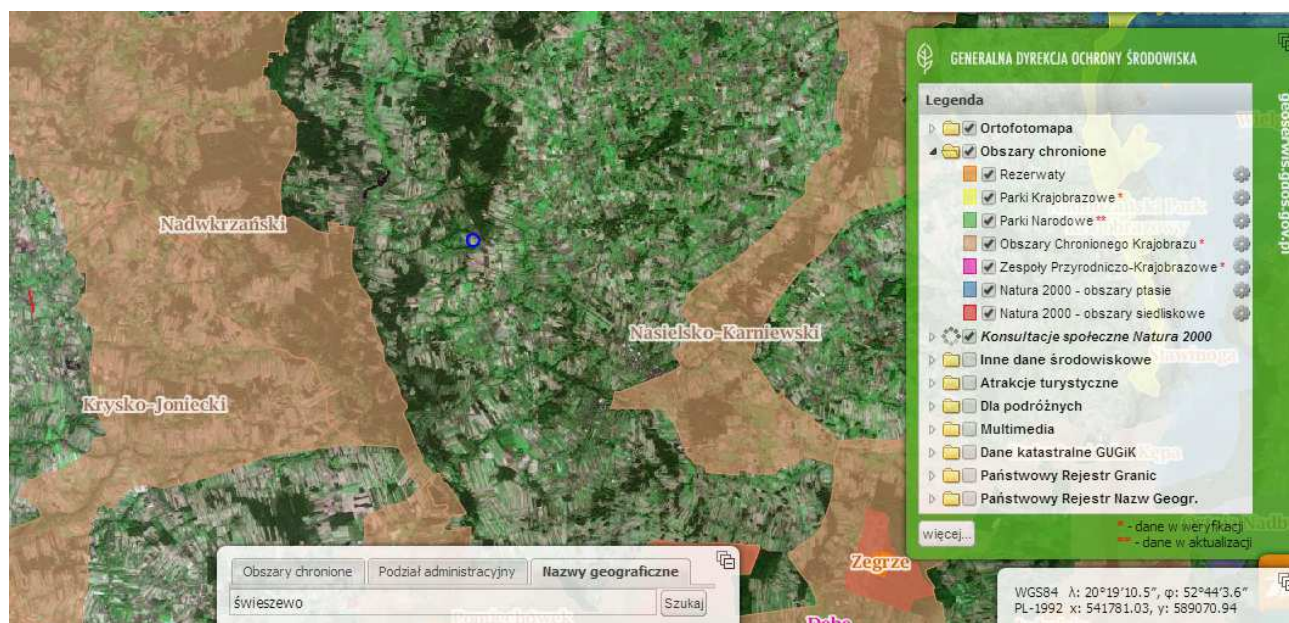 GENERALNA DYREKCJA OCHRONY ŚRODOWISKA
geoserwis.gdos.gov.pl
Legenda
Ortofotomapa
Obszary chronione
Rezerwaty
Parki Krajobrazowe *
Parki Narodowe **
Obszary Chronionego Krajobrazu *
Zespoły Przyrodniczo-Krajobrazowe *
Natura 2000 - obszary ptasie
Natura 2000 - obszary siedliskowe
Konsultacje społeczne Natura 2000
Inne dane środowiskowe
Atrakcje turystyczne
Dla podróżnych
Multimedia
Dane katastralne GUGiK
Państwowy Rejestr Granic
Państwowy Rejestr Nazw Geogr.
więcej...
* - dane w weryfikacji
** - dane w aktualizacji
Nadwkrzański
Nasielsko-Karniewski
Krysko-Joniecki
Zegrze
Obszary chronione Podział administracyjny Nazwy geograficzne
świeszewo Szukaj
WGS84 λ: 20°19'10.5", φ: 52°44'3.6"
PL-1992 x: 541781.03, y: 589070.94